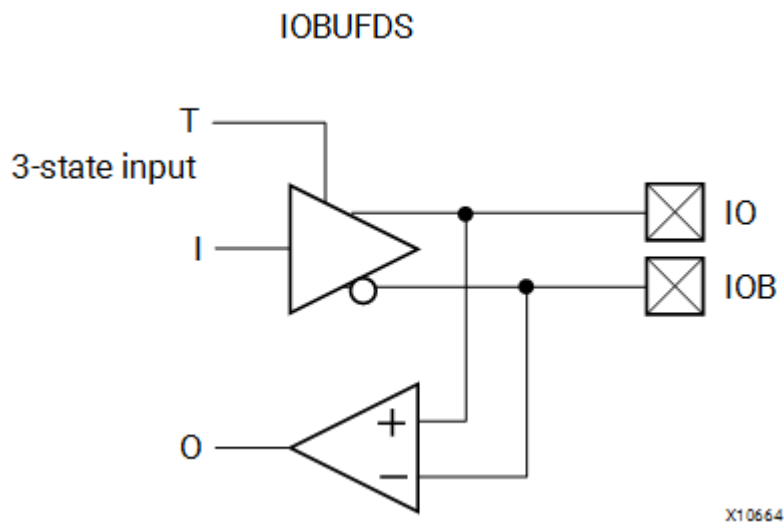 IOBUFDS
T
3-state input
I
IO
IOB
O
+
−
X10664